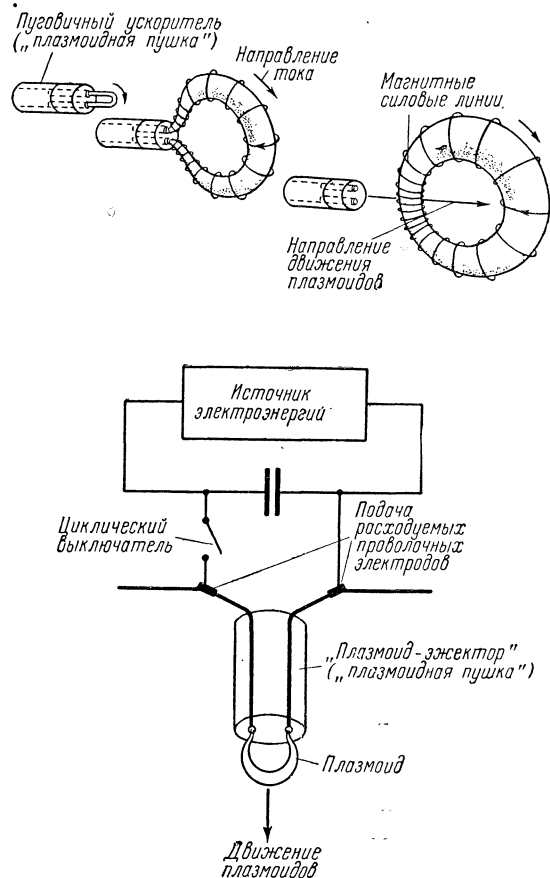 Пуговичный ускоритель
(„плазмоидная пушка")
Направление
тока
Магнитные
силовые линии
Направление
движения
плазмоидов
Источник
электроэнергий
Циклический
выключатель
Подача
расходуемых
проволочных
электродов
„Плазмоид-эжектор"
(„плазмоидная пушка")
Плазмоид
Движение
плазмоидов